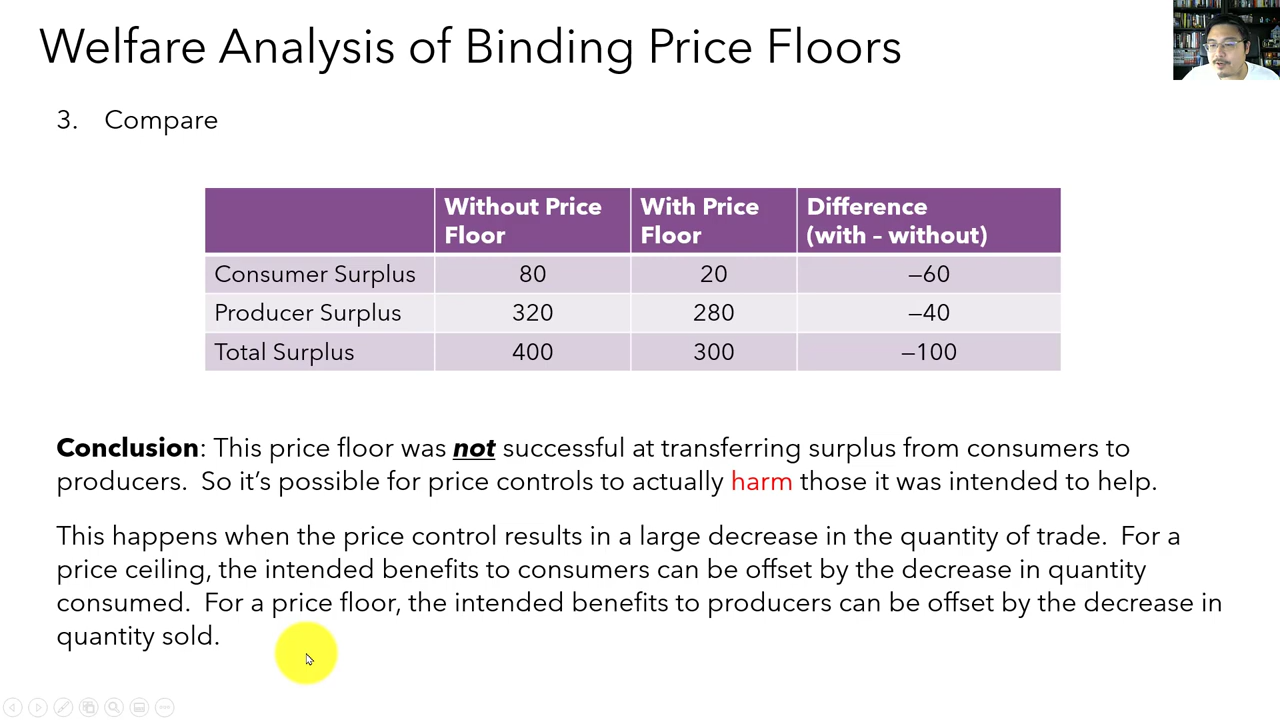 Welfare Analysis of Binding Price Floors
3. Compare
Without Price Floor With Price Floor Difference (with – without)
Consumer Surplus 80 20 –60
Producer Surplus 320 280 –40
Total Surplus 400 300 –100
Conclusion: This price floor was not successful at transferring surplus from consumers to
producers. So it's possible for price controls to actually harm those it was intended to help.
This happens when the price control results in a large decrease in the quantity of trade. For a
price ceiling, the intended benefits to consumers can be offset by the decrease in quantity
consumed. For a price floor, the intended benefits to producers can be offset by the decrease in
quantity sold.